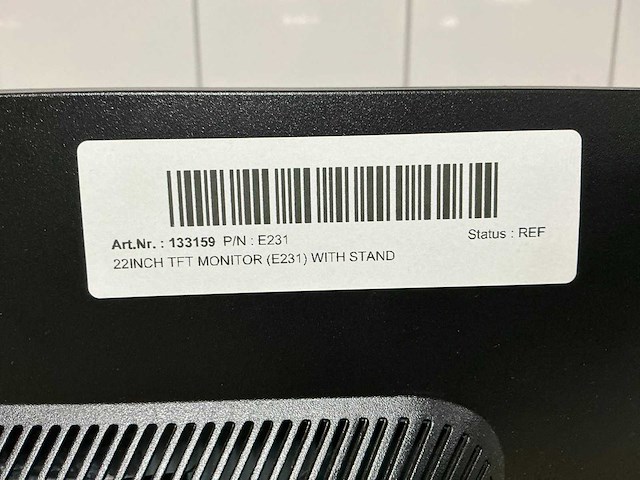 Art.Nr. : 133159 P/N : E231 Status : REF
22INCH TFT MONITOR (E231) WITH STAND